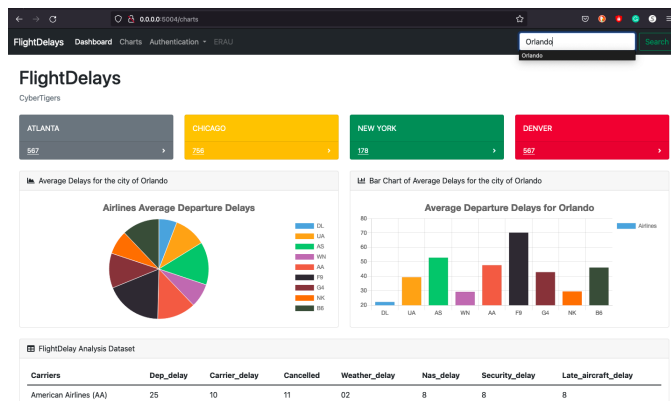 0.0.0.0:5004/charts
FlightDelays Dashboard Charts Authentication ERAU Orlando Search
Orlando
FlightDelays
CyberTigers
ATLANTA CHICAGO NEW YORK DENVER
567 756 178 567
Average Delays for the city of Orlando
Airlines Average Departure Delays
DL
UA
AS
WN
AA
F9
G4
NK
B6
Bar Chart of Average Delays for the city of Orlando
Average Departure Delays for Orlando
Airlines
80
70
60
50
40
30
20
DL UA AS WN AA F9 G4 NK B6
FlightDelay Analysis Dataset
Carriers Dep_delay Carrier_delay Cancelled Weather_delay Nas_delay Security_delay Late_aircraft_delay
American Airlines (AA) 25 10 11 02 8 8 8